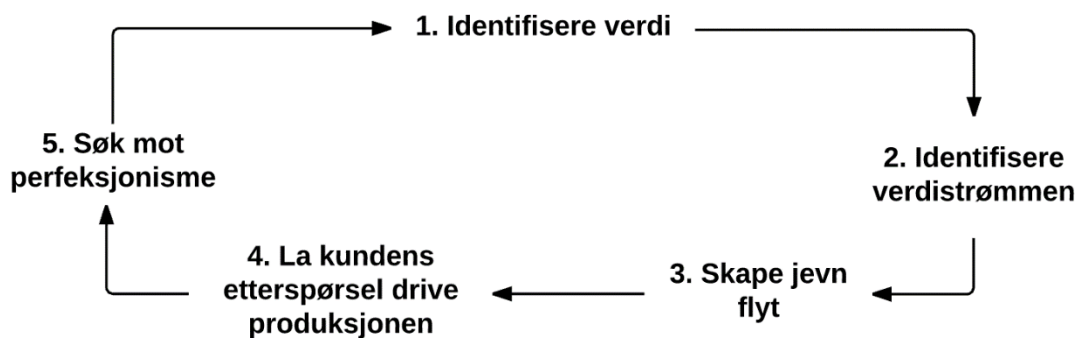 1. Identifisere verdi
2. Identifisere
verdistrømmen
3. Skape jevn
flyt
4. La kundens
etterspørsel drive
produksjonen
5. Søk mot
perfeksjonisme